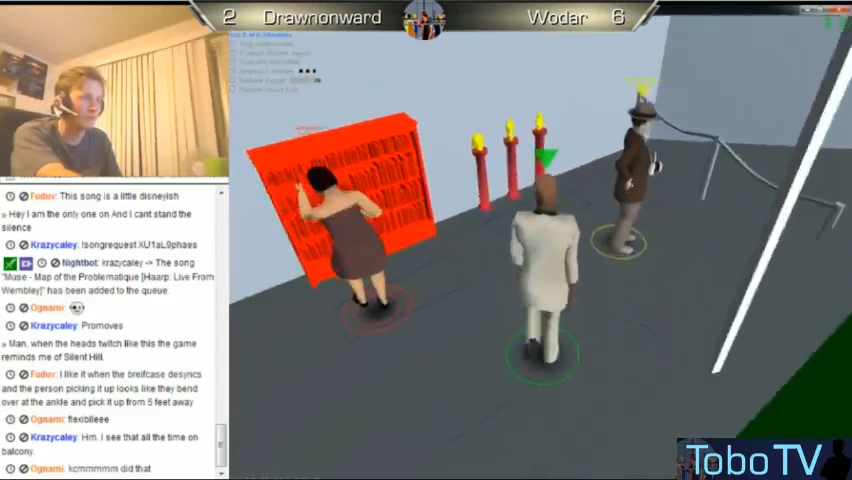 2 Drawnonward Wodar 6
Fuduv: This song is a little disneyish
» Hey I am the only one on And I cant stand the
silence
Krazycaley: !songrequest XU1aL9phaes
Nightbot: krazycaley -> The song
"Muse - Map of the Problematique [Haarp: Live From
Wembley]" has been added to the queue:
Ognami:
Krazycaley: Promoves
» Man, when the heads twitch like this the game
reminds me of Silent Hill.
Fuduv: I like it when the breifcase desyncs
and the person picking it up looks like they bend
over at the ankle and pick it up from 5 feet away
Ognami: flexiblleee
Krazycaley: Hm. I see that all the time on
balcony.
Ognami: kcmmmmm did that
ToboTV